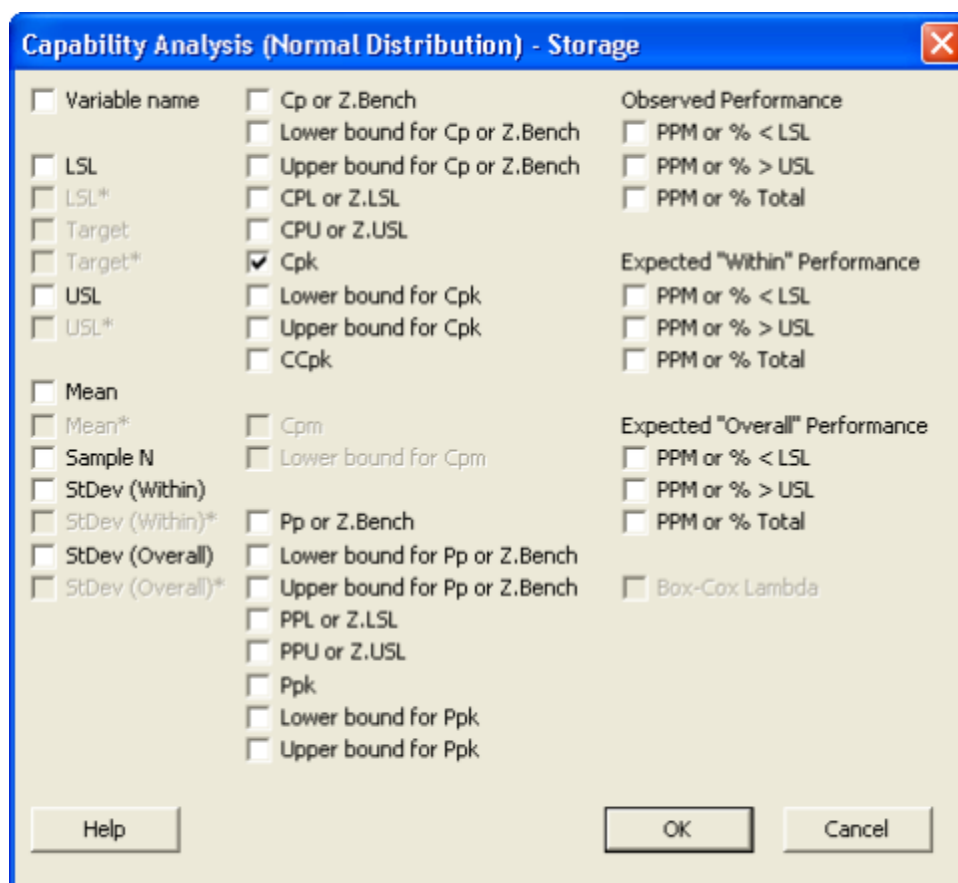 Capability Analysis (Normal Distribution) - Storage
Variable name
LSL
LSL*
Target
Target*
USL
USL*
Mean
Mean*
Sample N
StDev (Within)
StDev (Within)*
StDev (Overall)
StDev (Overall)*
Cp or Z.Bench
Lower bound for Cp or Z.Bench
Upper bound for Cp or Z.Bench
CPL or Z.LSL
CPU or Z.USL
Cpk
Lower bound for Cpk
Upper bound for Cpk
CCpk
Cpm
Lower bound for Cpm
Pp or Z.Bench
Lower bound for Pp or Z.Bench
Upper bound for Pp or Z.Bench
PPL or Z.LSL
PPU or Z.USL
Ppk
Lower bound for Ppk
Upper bound for Ppk
Observed Performance
PPM or % < LSL
PPM or % > USL
PPM or % Total
Expected "Within" Performance
PPM or % < LSL
PPM or % > USL
PPM or % Total
Expected "Overall" Performance
PPM or % < LSL
PPM or % > USL
PPM or % Total
Box-Cox Lambda
Help
OK
Cancel